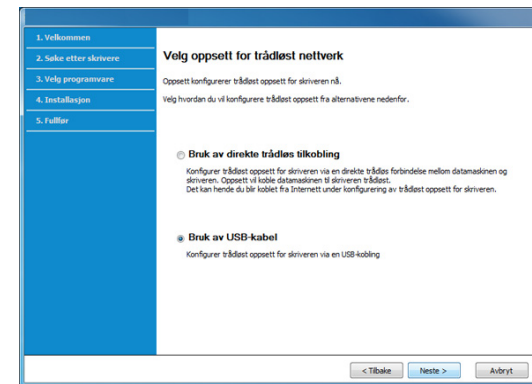 1. Velkommen
2. Søke etter skrivere
3. Velg programvare
4. Installasjon
5. Fullfør
Velg oppsett for trådløst nettverk
Oppsett konfigurerer trådløst oppsett for skriveren nå.
Velg hvordan du vil konfigurere trådløst oppsett fra alternativene nedenfor.
Bruk av direkte trådløs tilkobling
Konfigurer trådløst oppsett for skriveren via en direkte trådløs forbindelse mellom datamaskinen og
skriveren. Oppsett vil koble datamaskinen til skriveren trådløst.
Det kan hende du blir koblet fra Internett under konfigurering av trådløst oppsett for skriveren.
Bruk av USB-kabel
Konfigurer trådløst oppsett for skriveren via en USB-kobling
< Tilbake
Neste >
Avbryt